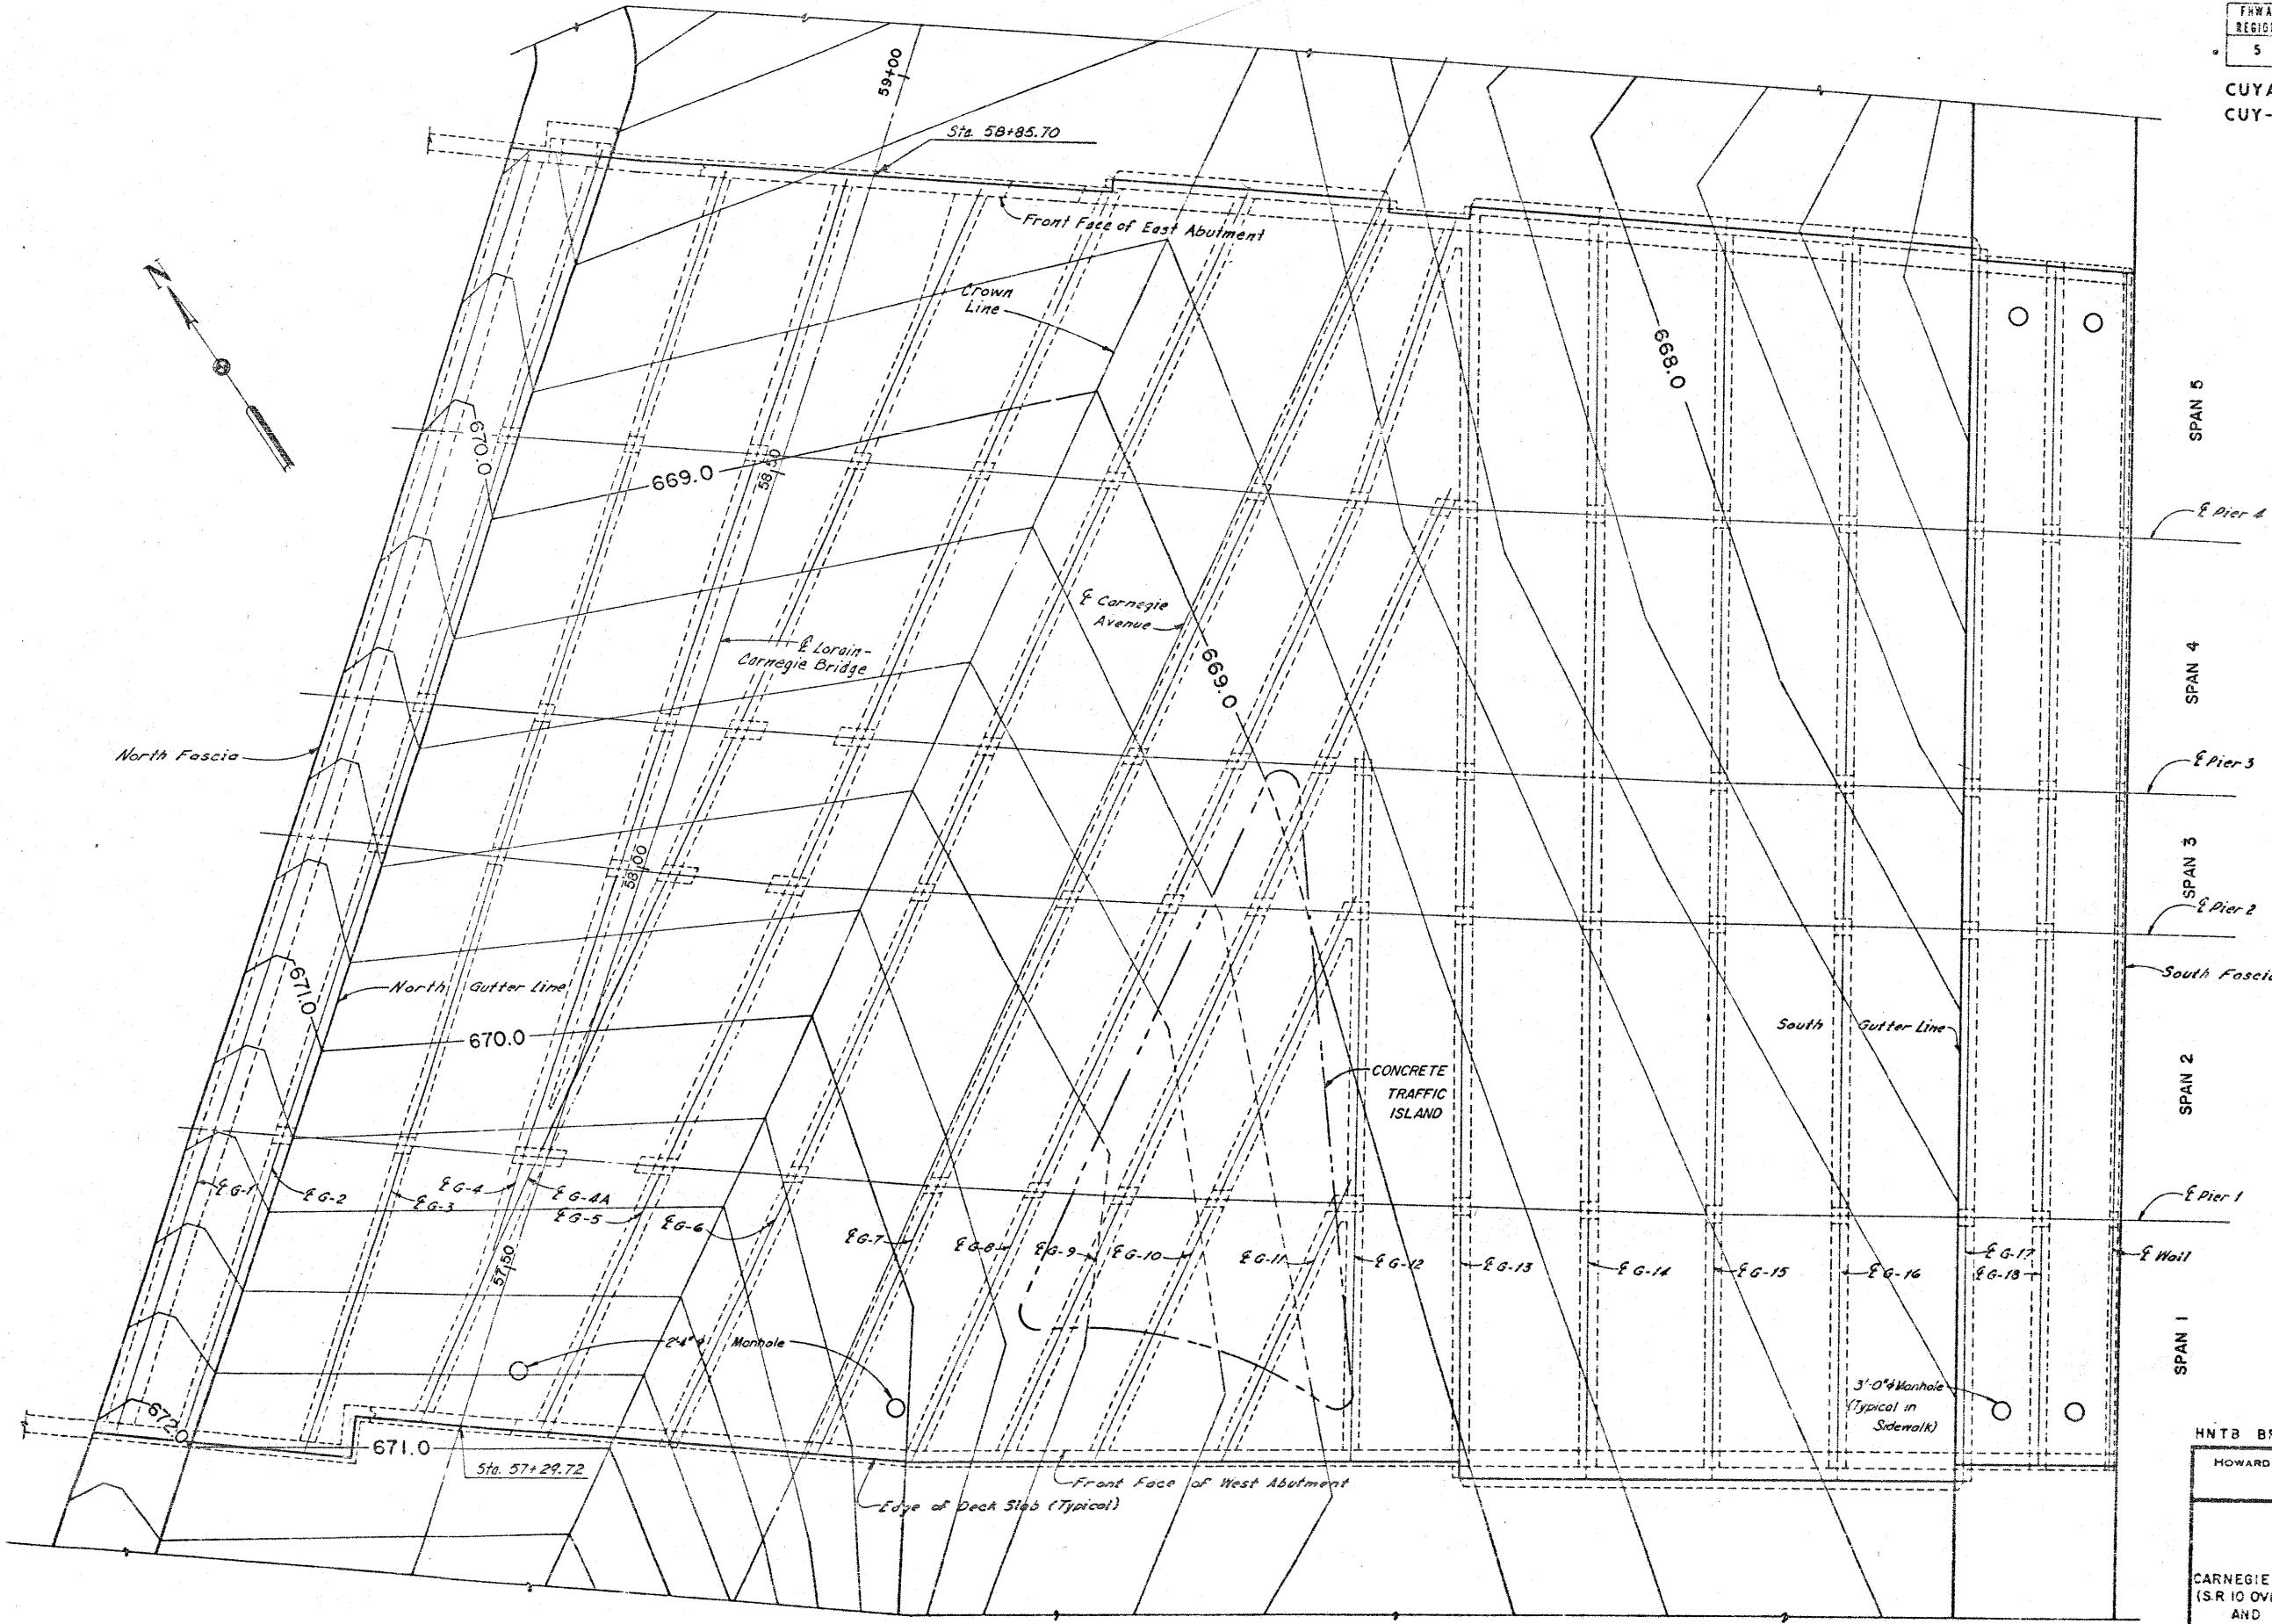 FHWA
REGIO
5
CUYA
CUY-
59+00
Sta. 58+85.70
Front Face of East Abutment
N
Crown
Line
668.0
SPAN 5
670.0
669.0
58+50
℄ Pier 4
℄ Carnegie
Avenue
℄ Lorain-
Carnegie Bridge
669.0
SPAN 4
North Fascia
℄ Pier 3
58+00
SPAN 3
℄ Pier 2
671.0
North Gutter Line
South Fascia
670.0
South Gutter Line
CONCRETE
TRAFFIC
ISLAND
SPAN 2
℄ G-1
℄ G-2
℄ G-3
℄ G-4
℄ G-4A
℄ G-5
℄ G-6
℄ G-7
℄ G-8
℄ G-9
℄ G-10
℄ G-11
℄ G-12
℄ G-13
℄ G-14
℄ G-15
℄ G-16
℄ G-17
℄ G-18
℄ Pier 1
℄ Wall
57+50
2'-4"φ Manhole
SPAN 1
3'-0"φ Manhole
(Typical in
Sidewalk)
672.0
671.0
Sta. 57+29.72
Front Face of West Abutment
Edge of Deck Slab (Typical)
HNTB BR
HOWARD
CARNEGIE
(S.R. 10 OVE
AND